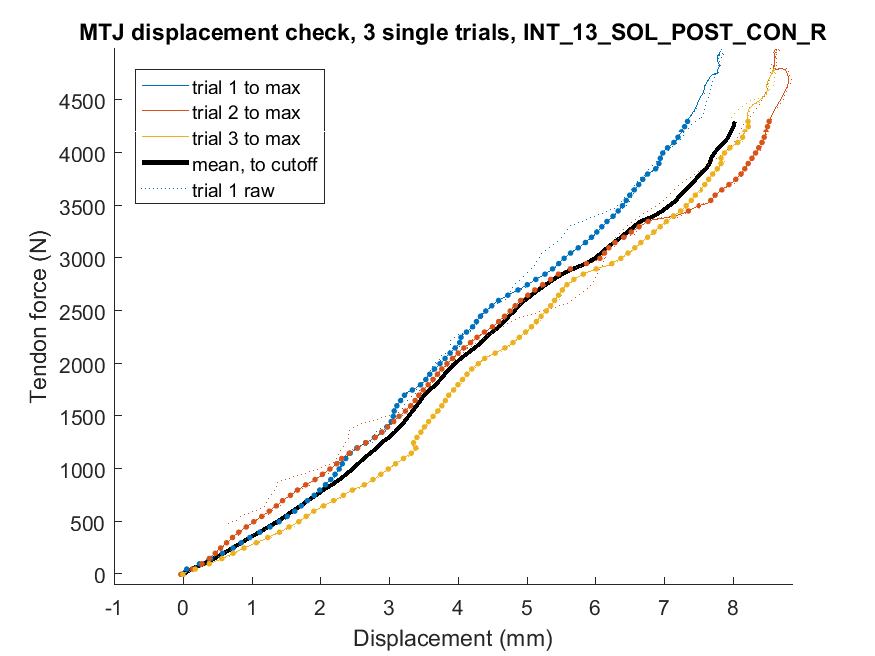 MTJ displacement check, 3 single trials, INT_13_SOL_POST_CON_R
trial 1 to max
trial 2 to max
trial 3 to max
mean, to cutoff
trial 1 raw
Tendon force (N)
4500
4000
3500
3000
2500
2000
1500
1000
500
0
-1 0 1 2 3 4 5 6 7 8
Displacement (mm)